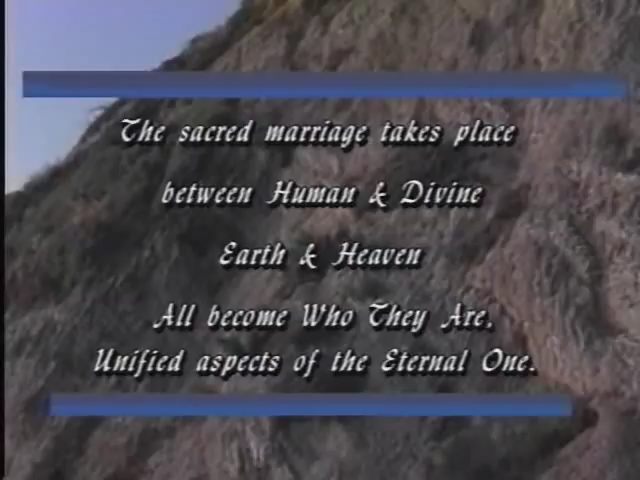 The sacred marriage takes place
between Human & Divine
Earth & Heaven
All become Who They Are,
Unified aspects of the Eternal One.